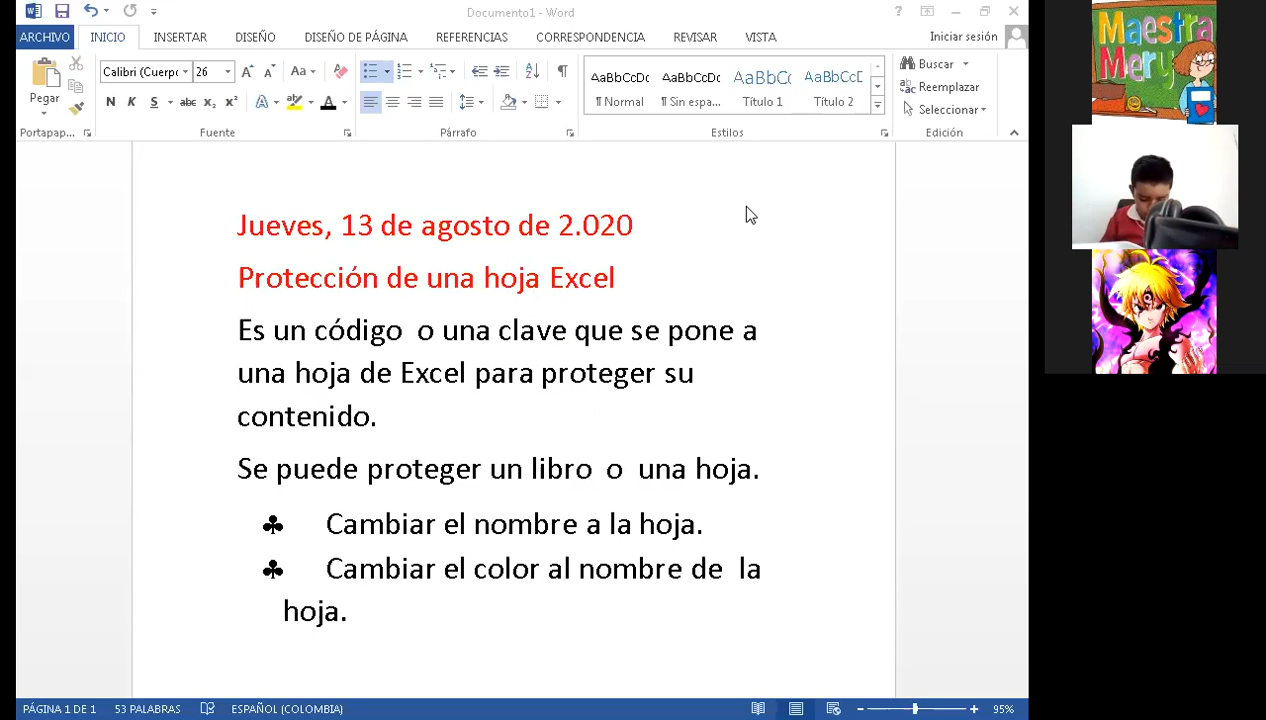 Documento1 - Word
ARCHIVO INICIO INSERTAR DISEÑO DISEÑO DE PÁGINA REFERENCIAS CORRESPONDENCIA REVISAR VISTA Iniciar sesión
Pegar
Calibri (Cuerpo 26
N K S abc x₂ x²
AaBbCcDc AaBbCcDc AaBbC( AaBbCcE
¶ Normal ¶ Sin espa... Título 1 Título 2
Buscar
Reemplazar
Seleccionar
Portapap... Fuente Párrafo Estilos Edición
Jueves, 13 de agosto de 2.020
Protección de una hoja Excel
Es un código o una clave que se pone a
una hoja de Excel para proteger su
contenido.
Se puede proteger un libro o una hoja.
♣ Cambiar el nombre a la hoja.
♣ Cambiar el color al nombre de la
hoja.
PÁGINA 1 DE 1 53 PALABRAS ESPAÑOL (COLOMBIA) 95%
Maestra
Mery